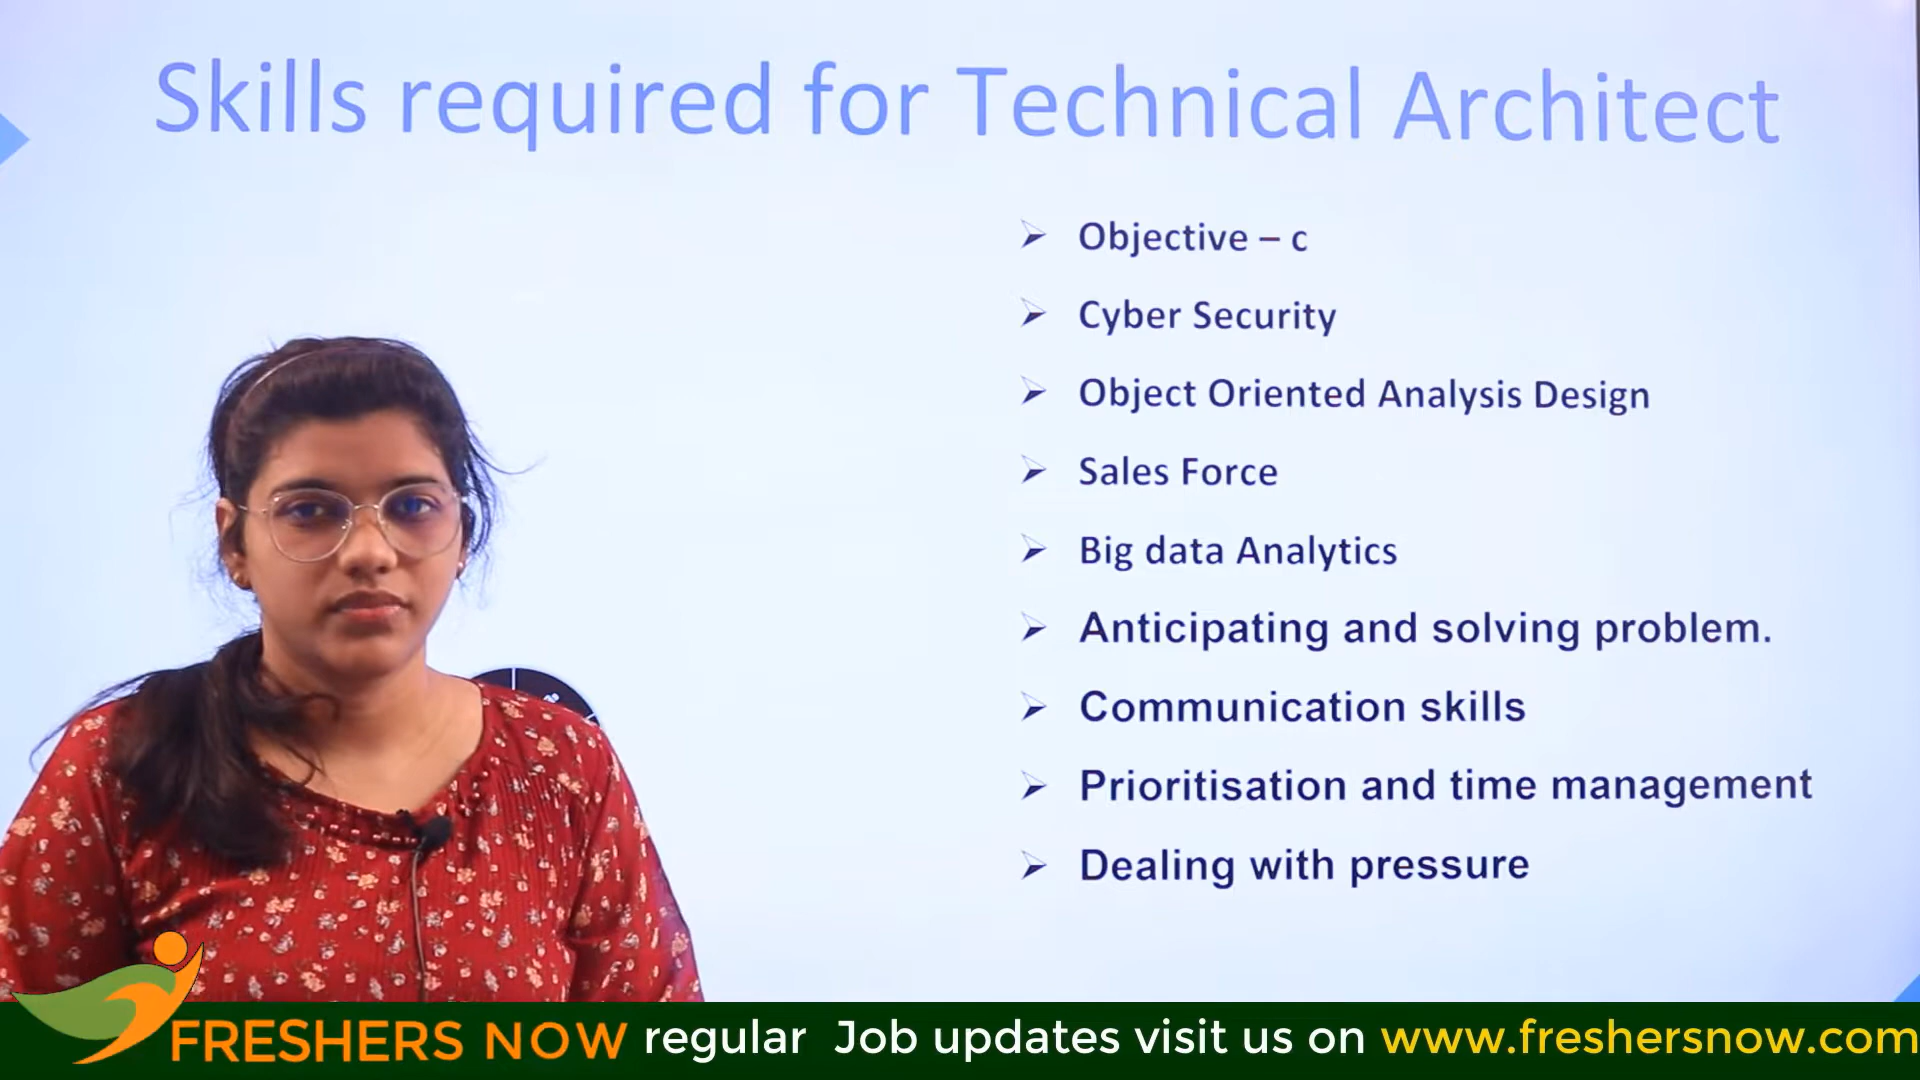 Skills required for Technical Architect
Objective – c
Cyber Security
Object Oriented Analysis Design
Sales Force
Big data Analytics
Anticipating and solving problem.
Communication skills
Prioritisation and time management
Dealing with pressure
FRESHERS NOW regular Job updates visit us on www.freshersnow.com